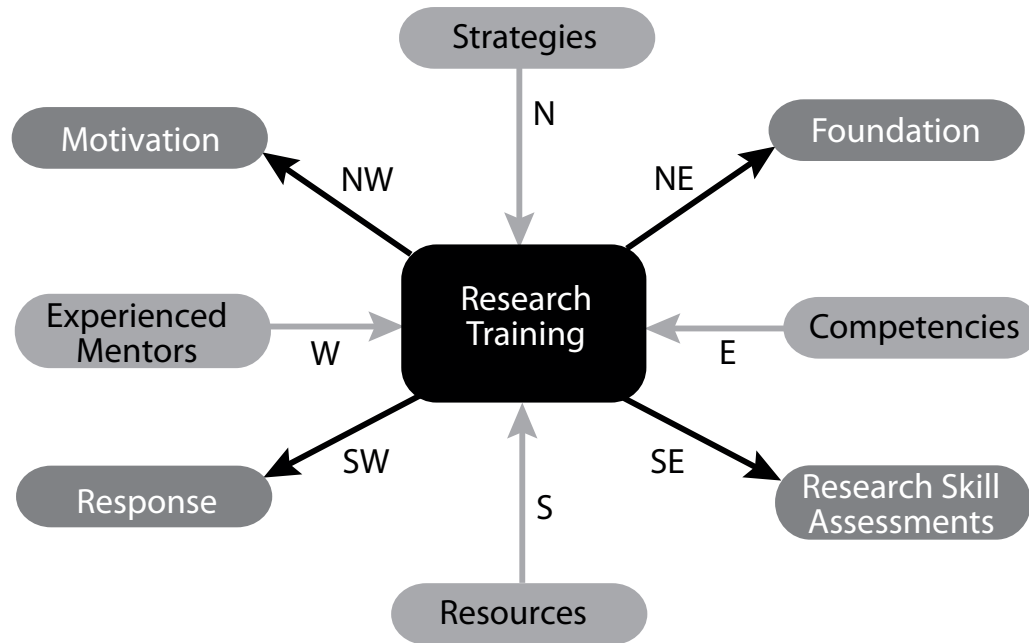 Strategies
N
Motivation
Foundation
NW
NE
Research
Training
Experienced
Mentors
W
Competencies
E
SW
SE
Response
S
Research Skill
Assessments
Resources